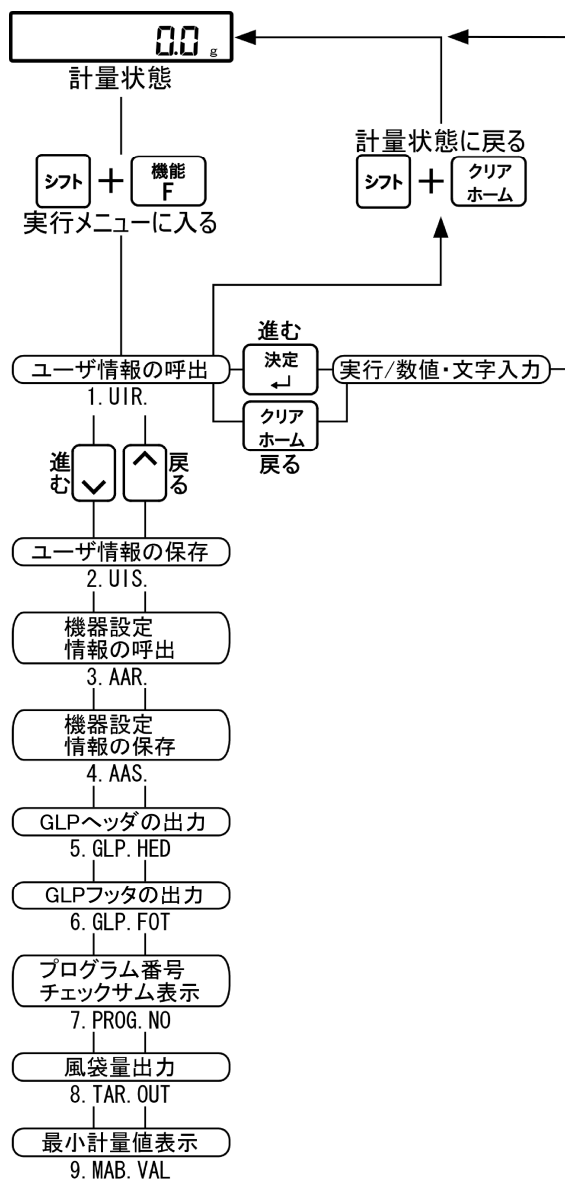 0.0 g
計量状態
シフト + 機能
F
実行メニューに入る
計量状態に戻る
シフト + クリア
ホーム
進む
ユーザ情報の呼出
決定
↵
実行/数値・文字入力
1. UIR.
クリア
ホーム
戻る
進む
戻る
ユーザ情報の保存
2. UIS.
機器設定
情報の呼出
3. AAR.
機器設定
情報の保存
4. AAS.
GLPヘッダの出力
5. GLP. HED
GLPフッタの出力
6. GLP. FOT
プログラム番号
チェックサム表示
7. PROG. NO
風袋量出力
8. TAR. OUT
最小計量値表示
9. MAB. VAL